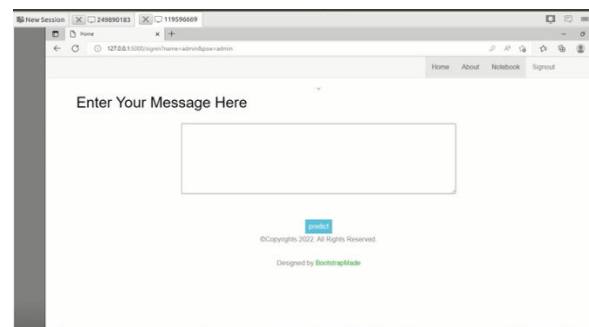 New Session 249890183 119596669
Home
127.0.0.1:5000/signin?name=admin&psw=admin
Home About Notebook Signout
Enter Your Message Here
predict
©Copyrights 2022. All Rights Reserved.
Designed by BootstrapMade